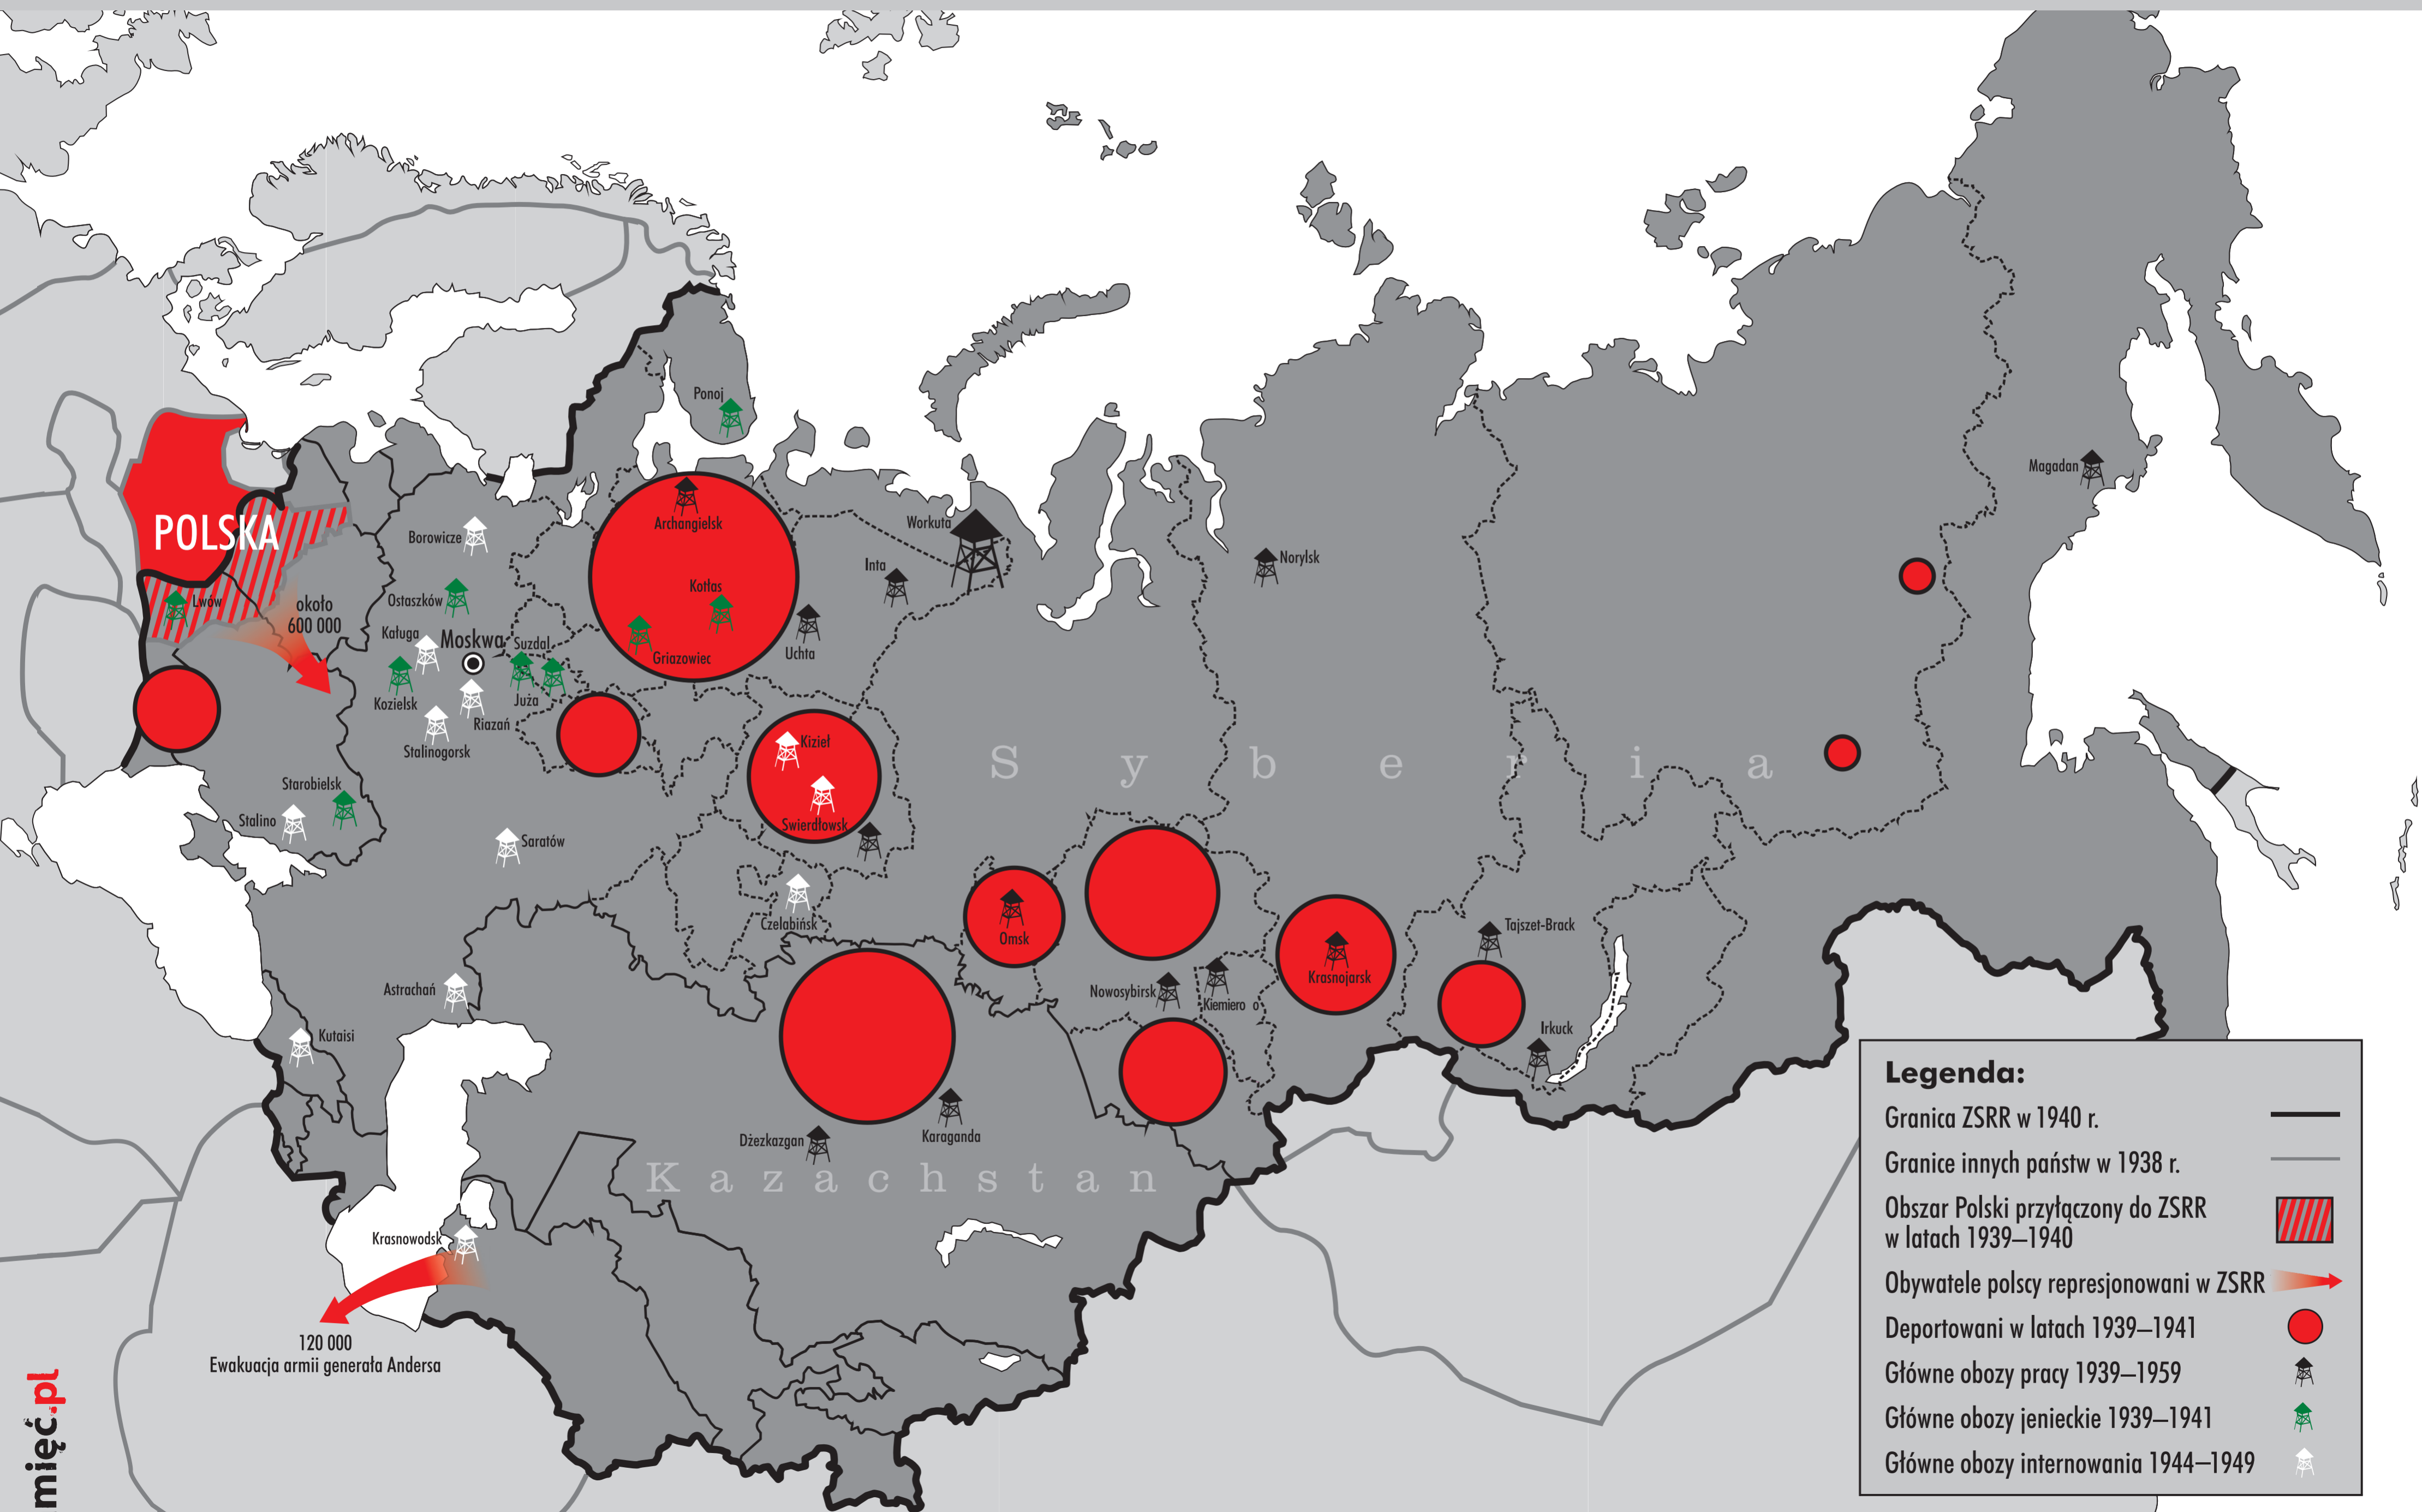 Ponoj
Magadan
POLSKA
Archangielsk
Workuta
Borowicze
Norylsk
Inta
Kotłas
Ostaszków
Lwów
około
600 000
Kaługa
Moskwa
Suzdal
Griazowiec
Uchta
Kozielsk
Juża
Riazań
Stalinogorsk
Kizieł
Syberia
Starobielsk
Stalino
Swierdłowsk
Saratów
Czelabińsk
Omsk
Tajszet-Brack
Krasnojarsk
Astrachań
Nowosybirsk
Kiemiero o
Irkuck
Kutaisi
Karaganda
Dżezkazgan
Kazachstan
Krasnowodsk
120 000
Ewakuacja armii generała Andersa
Legenda:
Granica ZSRR w 1940 r.
Granice innych państw w 1938 r.
Obszar Polski przyłączony do ZSRR
w latach 1939–1940
Obywatele polscy represjonowani w ZSRR
Deportowani w latach 1939–1941
Główne obozy pracy 1939–1959
Główne obozy jenieckie 1939–1941
Główne obozy internowania 1944–1949
mięć.pl